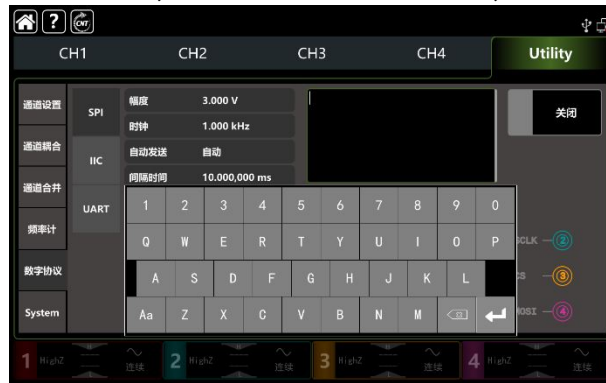 ? CNT
CH1 CH2 CH3 CH4 Utility
通道设置
通道耦合
通道合并
频率计
数字协议
System
SPI
IIC
UART
幅度 3.000 V
时钟 1.000 kHz
自动发送 自动
间隔时间 10.000,000 ms
关闭
1 2 3 4 5 6 7 8 9 0
Q W E R T Y U I O P
A S D F G H J K L
Aa Z X C V B N M
SCLK 2
CS 3
MOSI 4
1 HighZ 连续 2 HighZ 连续 3 HighZ 连续 4 HighZ 连续